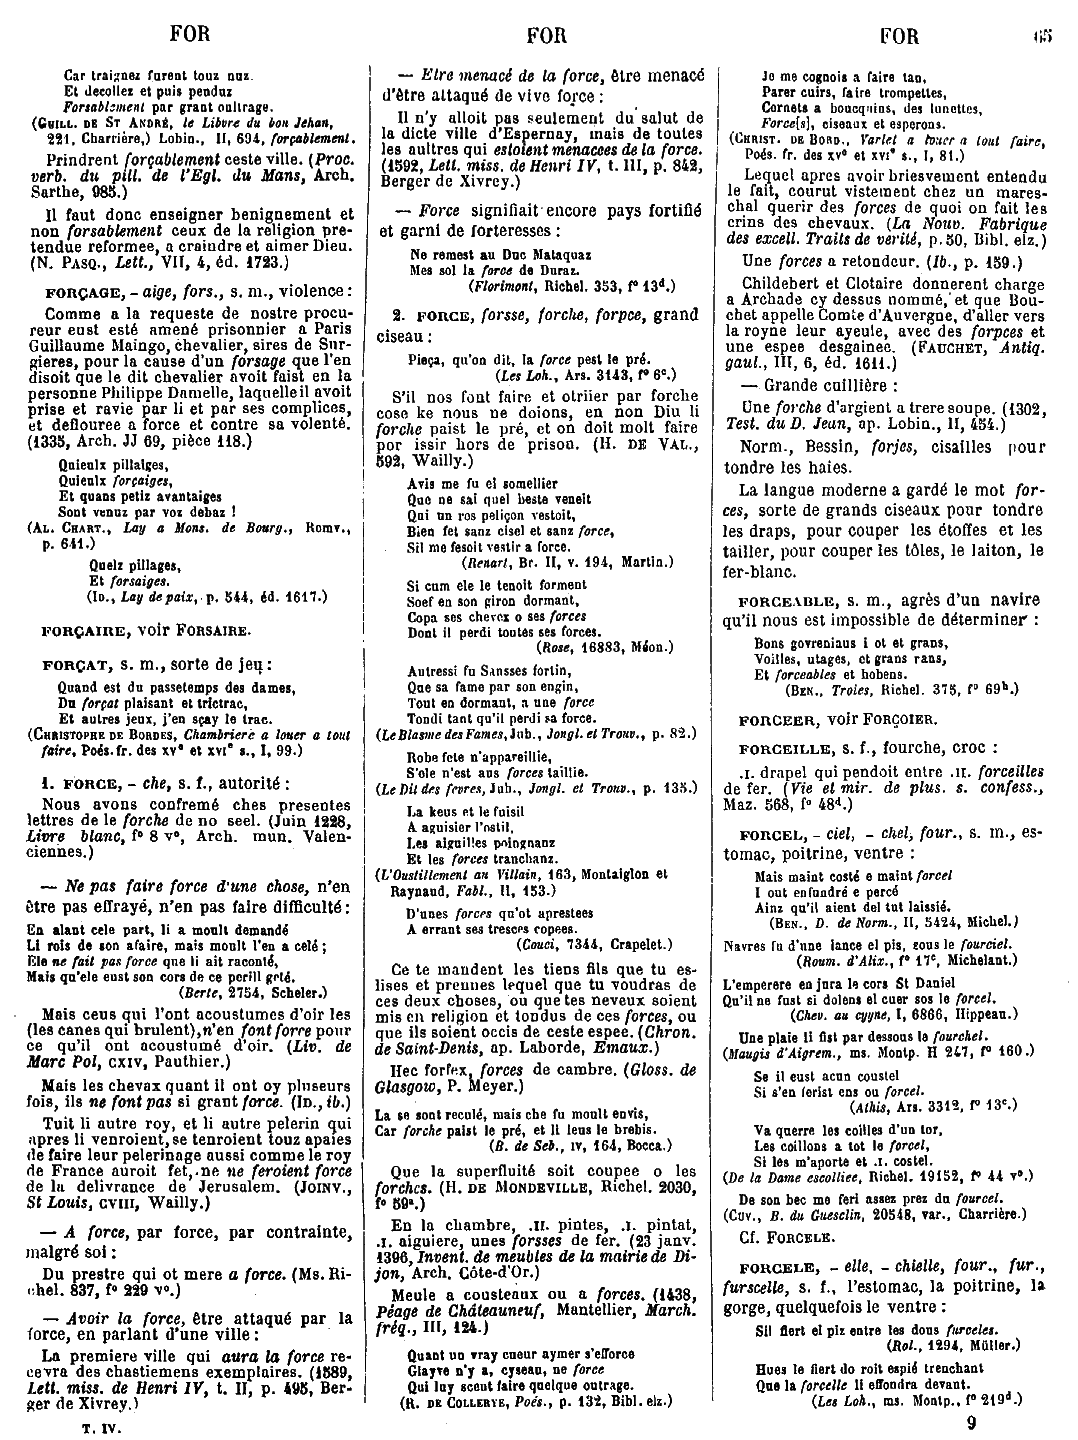 FOR
FOR
FOR
65
Car traignez furent touz nuz.
Et decollez et puis penduz
Forsablement par grant oultrage.
(GUILL. DE ST ANDRÉ, le Libvre du bon Jehan,
221, Charrière,) Lobin., II, 694, forçablement.
Prindrent forçablement ceste ville. (Proc.
verb. du pill. de l'Egl. du Mans, Arch.
Sarthe, 985.)
Il faut donc enseigner benignement et
non forsablement ceux de la religion pre-
tendue reformee, a craindre et aimer Dieu.
(N. PASQ., Lett., VII, 4, éd. 1723.)
FORÇAGE, - aige, fors., s. m., violence :
Comme a la requeste de nostre procu-
reur eust esté amené prisonnier a Paris
Guillaume Maingo, chevalier, sires de Sur-
gieres, pour la cause d'un forsage que l'en
disoit que le dit chevalier avoit faist en la
personne Philippe Damelle, laquelle il avoit
prise et ravie par li et par ses complices,
et defloureé a force et contre sa volenté.
(1335, Arch. JJ 69, pièce 118.)
Quieulx pillaiges,
Quieulx forçaiges,
Et quans petiz avantaiges
Sont venuz par voz debaz !
(AL. CHART., Lay a Mons. de Bourg., Romv.,
p. 641.)
Quelz pillages,
Et forsaiges.
(ID., Lay de paix, p. 544, éd. 1617.)
FORÇAIRE, voir FORSAIRE.
FORÇAT, s. m., sorte de jeu :
Quand est du passetemps des dames,
Du forçat plaisant et trictrac,
Et autres jeux, j'en sçay le trac.
(CHRISTOPHE DE BORDES, Chambriere a louer a tout
faire, Poés. fr. des xvᵉ et xviᵉ s., I, 99.)
1. FORCE, - che, s. f., autorité :
Nous avons confremé ches presentes
lettres de le forche de no seel. (Juin 1228,
Livre blanc, fº 8 vº, Arch. mun. Valen-
ciennes.)
— Ne pas faire force d'une chose, n'en
être pas effrayé, n'en pas faire difficulté :
En alant cele part, li a moult demandé
Li rois de son afaire, mais moult l'en a celé ;
Ele ne fait pas force que li ait raconté,
Mais qu'ele eust son cors de ce perill geté.
(Berte, 2754, Scheler.)
Mais ceus qui l'ont acoustumes d'oir les
(les canes qui brulent), n'en font force pour
ce qu'il ont acoustumé d'oir. (Liv. de
Marc Pol, CXIV, Pauthier.)
Mais les chevax quant il ont oy pluseurs
fois, ils ne font pas si grant force. (ID., ib.)
Tuit li autre roy, et li autre pelerin qui
apres li venroient, se tenroient touz apaies
de faire leur pelerinage aussi comme le roy
de France auroit fet, ne ne feroient force
de la delivrance de Jerusalem. (JOINV.,
St Louis, CVIII, Wailly.)
— A force, par force, par contrainte,
malgré soi :
Du prestre qui ot mere a force. (Ms. Ri-
chel. 837, fº 229 vº.)
— Avoir la force, être attaqué par la
force, en parlant d'une ville :
La premiere ville qui aura la force re-
cevra des chastiemens exemplaires. (1589,
Lett. miss. de Henri IV, t. II, p. 495, Ber-
ger de Xivrey.)
T. IV.
— Etre menacé de la force, être menacé
d'être attaqué de vive force :
Il n'y alloit pas seulement du salut de
la dicte ville d'Espernay, mais de toutes
les aultres qui estoient menacees de la force.
(1592, Lett. miss. de Henri IV, t. III, p. 842,
Berger de Xivrey.)
— Force signifiait encore pays fortifié
et garni de forteresses :
Ne remest au Duc Mataquaz
Mes sol la force de Duraz.
(Florimont, Richel. 353, fº 13ᵈ.)
2. FORCE, forsse, forche, forpce, grand
ciseau :
Pieça, qu'on dit, la force pest le pré.
(Les Loh., Ars. 3143, fº 6ᶜ.)
S'il nos font faire et otriier par forche
cose ke nous ne doions, en non Diu li
forche paist le pré, et on doit molt faire
por issir hors de prison. (H. DE VAL.,
592, Wailly.)
Avis me fu el somellier
Que ne sai quel beste veneit
Qui un ros peliçon vestoit,
Bien fet sanz cisel et sanz force,
Sil me fesoit vestir a force.
(Renart, Br. II, v. 194, Martin.)
Si cum ele le tenoit forment
Soef en son giron dormant,
Copa ses chevex o ses forces
Dont il perdi toutes ses forces.
(Rose, 16883, Méon.)
Autressi fu Sansses fortin,
Que sa fame par son engin,
Tout en dormant, a une force
Tondi tant qu'il perdi sa force.
(Le Blasme des Fames, Jub., Jongl. et Trouv., p. 82.)
Robe fete n'appareillie,
S'ole n'est aus forces taillie.
(Le Dit des fevres, Jub., Jongl. et Trouv., p. 135.)
La keus et le fuisil
A aguisier l'ostil,
Les aiguilles poingnanz
Et les forces tranchanz.
(L'Oustillement au Villain, 163, Montaiglon et
Raynaud, Fabl., II, 153.)
D'unes forces qu'ot aprestees
A errant ses tresces copees.
(Couci, 7344, Crapelet.)
Ce te mandent les tiens fils que tu es-
lises et prennes lequel que tu voudras de
ces deux choses, ou que tes neveux soient
mis en religion et tondus de ces forces, ou
que ils soient occis de ceste espee. (Chron.
de Saint-Denis, ap. Laborde, Emaux.)
Hec forfex, forces de cambre. (Gloss. de
Glasgow, P. Meyer.)
La se sont reculé, mais che fu moult envis,
Car forche paist le pré, et li leus le brebis.
(B. de Seb., IV, 164, Bocca.)
Que la superfluité soit coupee o les
forches. (H. DE MONDEVILLE, Richel. 2030,
fº 59ᵃ.)
En la chambre, .II. pintes, .I. pintat,
.I. aiguiere, unes forsses de fer. (23 janv.
1396, Invent. de meubles de la mairie de Di-
jon, Arch. Côte-d'Or.)
Meule a cousteaux ou a forces. (1438,
Péage de Châteauneuf, Mantellier, March.
fréq., III, 124.)
Quant un vray cueur aymer s'efforce
Glayve n'y a, cyseau, ne force
Qui luy sceut faire quelque outrage.
(R. DE COLLERYE, Poés., p. 132, Bibl. elz.)
Je me cognois a faire tan,
Parer cuirs, faire trompettes,
Cornets a boucquins, des lunettes,
Force[s], ciseaux et esperons.
(CHRIST. DE BORD., Varlet a louer a tout faire,
Poés. fr. des xvᵉ et xviᵉ s., I, 81.)
Lequel apres avoir briesvement entendu
le fait, courut vistement chez un mares-
chal querir des forces de quoi on fait les
crins des chevaux. (La Nouv. Fabrique
des excell. Traits de verité, p. 50, Bibl. elz.)
Une forces a retondeur. (Ib., p. 159.)
Childebert et Clotaire donnerent charge
a Archade cy dessus nommé, et que Bou-
chet appelle Comte d'Auvergne, d'aller vers
la royne leur ayeule, avec des forpces et
une espee desgainee. (FAUCHET, Antiq.
gaul., III, 6, éd. 1611.)
— Grande cuillière :
Une forche d'argient a trere soupe. (1302,
Test. du D. Jean, ap. Lobin., II, 454.)
Norm., Bessin, forjes, cisailles pour
tondre les haies.
La langue moderne a gardé le mot for-
ces, sorte de grands ciseaux pour tondre
les draps, pour couper les étoffes et les
tailler, pour couper les tôles, le laiton, le
fer-blanc.
FORCEABLE, s. m., agrès d'un navire
qu'il nous est impossible de déterminer :
Bons govreniaus i ot et grans,
Voilles, utages, et grans rans,
Et forceables et hobens.
(BEN., Troies, Richel. 375, fº 69ʰ.)
FORCEER, voir FORÇOIER.
FORCEILLE, s. f., fourche, croc :
.I. drapel qui pendoit entre .II. forceilles
de fer. (Vie et mir. de plus. s. confess.,
Maz. 568, fº 48ᵈ.)
FORCEL, - ciel, - chel, four., s. m., es-
tomac, poitrine, ventre :
Mais maint costé e maint forcel
I out enfondré e percé
Ainz qu'il aient del tut laissié.
(BEN., D. de Norm., II, 5424, Michel.)
Navres fu d'une lance el pis, sous le fourciel.
(Roum. d'Alix., fº 17ᶜ, Michelant.)
L'emperere en jura le cors St Daniel
Qu'il ne fust si dolens el cuer sos le forcel.
(Chev. au cygne, I, 6866, Hippeau.)
Une plaie li fist par dessous le fourchel.
(Maugis d'Aigrem., ms. Montp. H 247, fº 160.)
Se il eust acun coustel
Si s'en ferist ens ou forcel.
(Athis, Ars. 3312, fº 13ᶜ.)
Va querre les coilles d'un tor,
Les coillons a tot le forcel,
Si les m'aporte et .I. costel.
(De la Dame escolliee, Richel. 19152, fº 44 vº.)
De son bec me feri assez prez du fourcel.
(CUV., B. du Guesclin, 20548, var., Charrière.)
Cf. FORCELE.
FORCELE, - elle, - chielle, four., fur.,
furscelle, s. f., l'estomac, la poitrine, la
gorge, quelquefois le ventre :
Sil fiert el piz entre les dous furceles.
(Rol., 1294, Müller.)
Hues le fiert do roit espié trenchant
Que la forcelle li effondra devant.
(Les Loh., ms. Montp., fº 219ᵈ.)
9